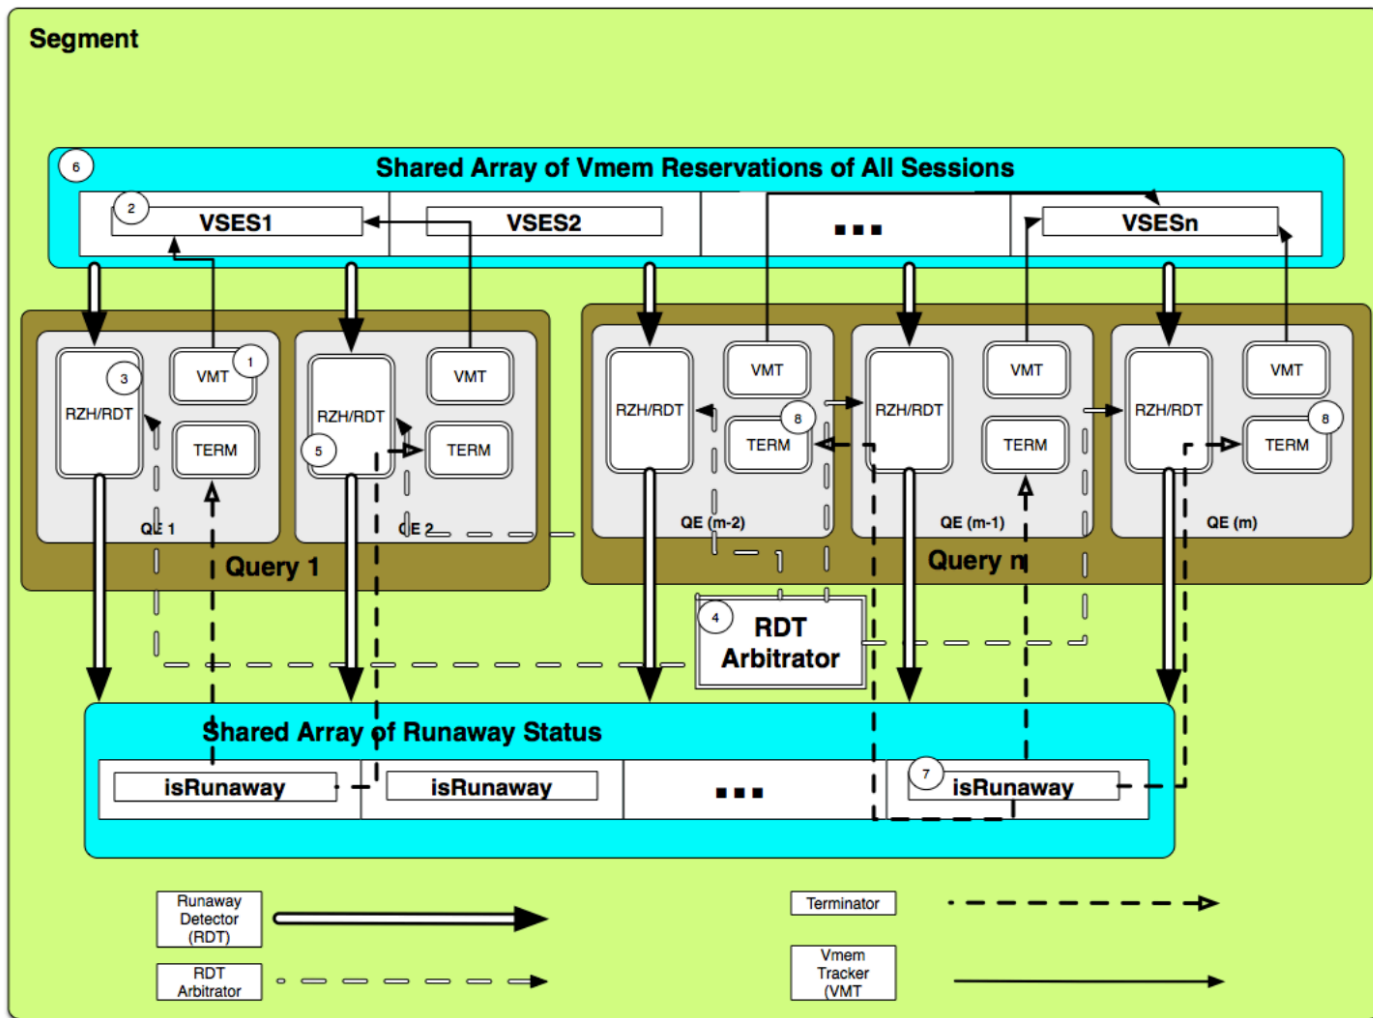 Segment
6
Shared Array of Vmem Reservations of All Sessions
2
VSES1
VSES2
...
VSESn
3
RZH/RDT
VMT
1
TERM
QE 1
RZH/RDT
5
VMT
TERM
QE 2
Query 1
RZH/RDT
VMT
8
TERM
QE (m-2)
RZH/RDT
VMT
TERM
QE (m-1)
RZH/RDT
VMT
8
TERM
QE (m)
Query n
4
RDT
Arbitrator
Shared Array of Runaway Status
isRunaway
isRunaway
...
7
isRunaway
Runaway
Detector
(RDT)
RDT
Arbitrator
Terminator
Vmem
Tracker
(VMT